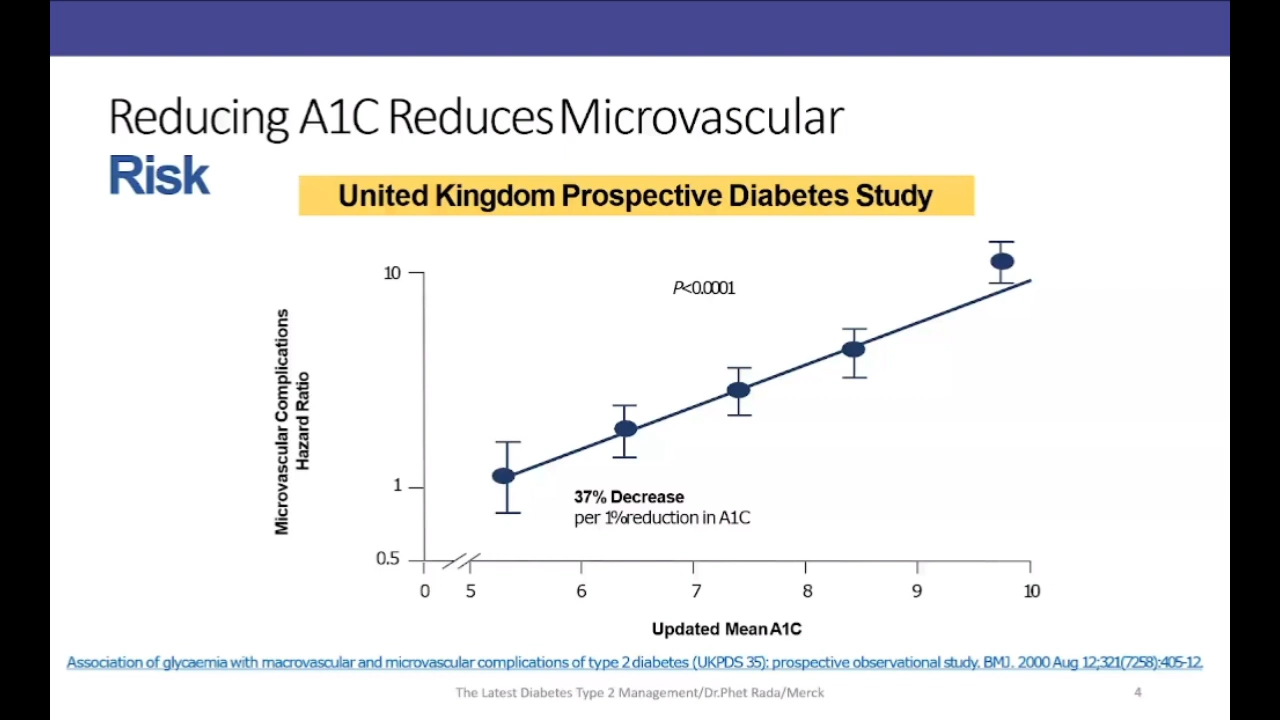 Reducing A1C Reduces Microvascular
Risk
United Kingdom Prospective Diabetes Study
10
P<0.0001
Microvascular Complications
Hazard Ratio
1
37% Decrease
per 1%reduction in A1C
0.5
0 5 6 7 8 9 10
Updated Mean A1C
Association of glycaemia with macrovascular and microvascular complications of type 2 diabetes (UKPDS 35): prospective observational study. BMJ. 2000 Aug 12;321(7258):405-12.
The Latest Diabetes Type 2 Management/Dr.Phet Rada/Merck
4